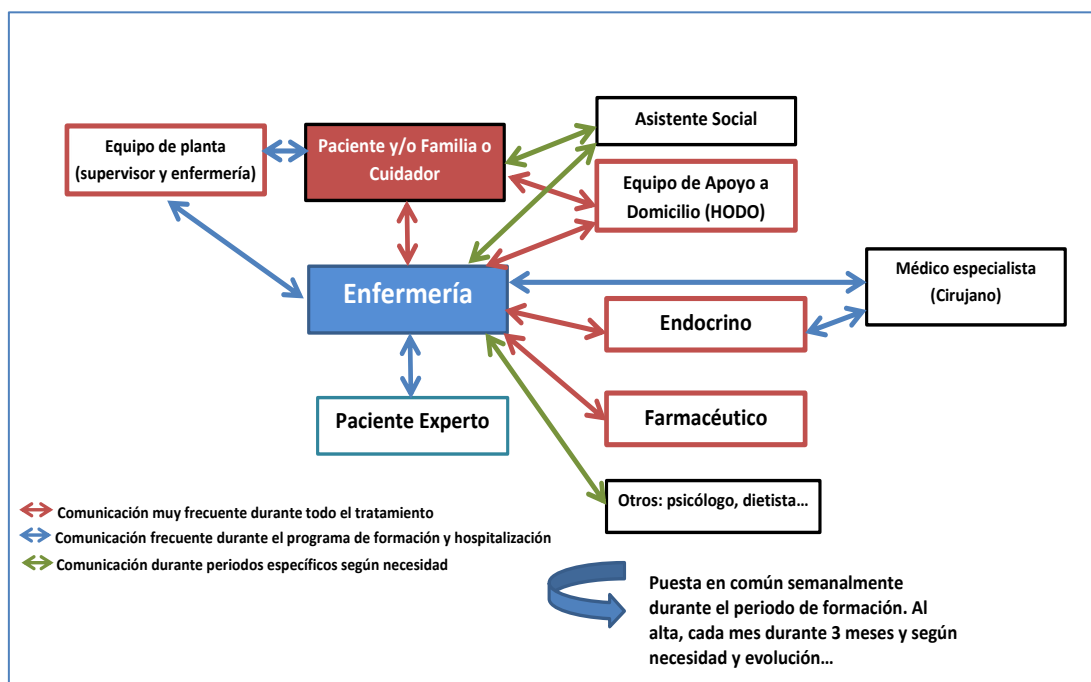 Asistente Social
Equipo de planta
(supervisor y enfermería)
Paciente y/o Familia o
Cuidador
Equipo de Apoyo a
Domicilio (HODO)
Médico especialista
(Cirujano)
Enfermería
Endocrino
Paciente Experto
Farmacéutico
Otros: psicólogo, dietista...
Comunicación muy frecuente durante todo el tratamiento
Comunicación frecuente durante el programa de formación y hospitalización
Comunicación durante periodos específicos según necesidad
Puesta en común semanalmente
durante el periodo de formación. Al
alta, cada mes durante 3 meses y según
necesidad y evolución...